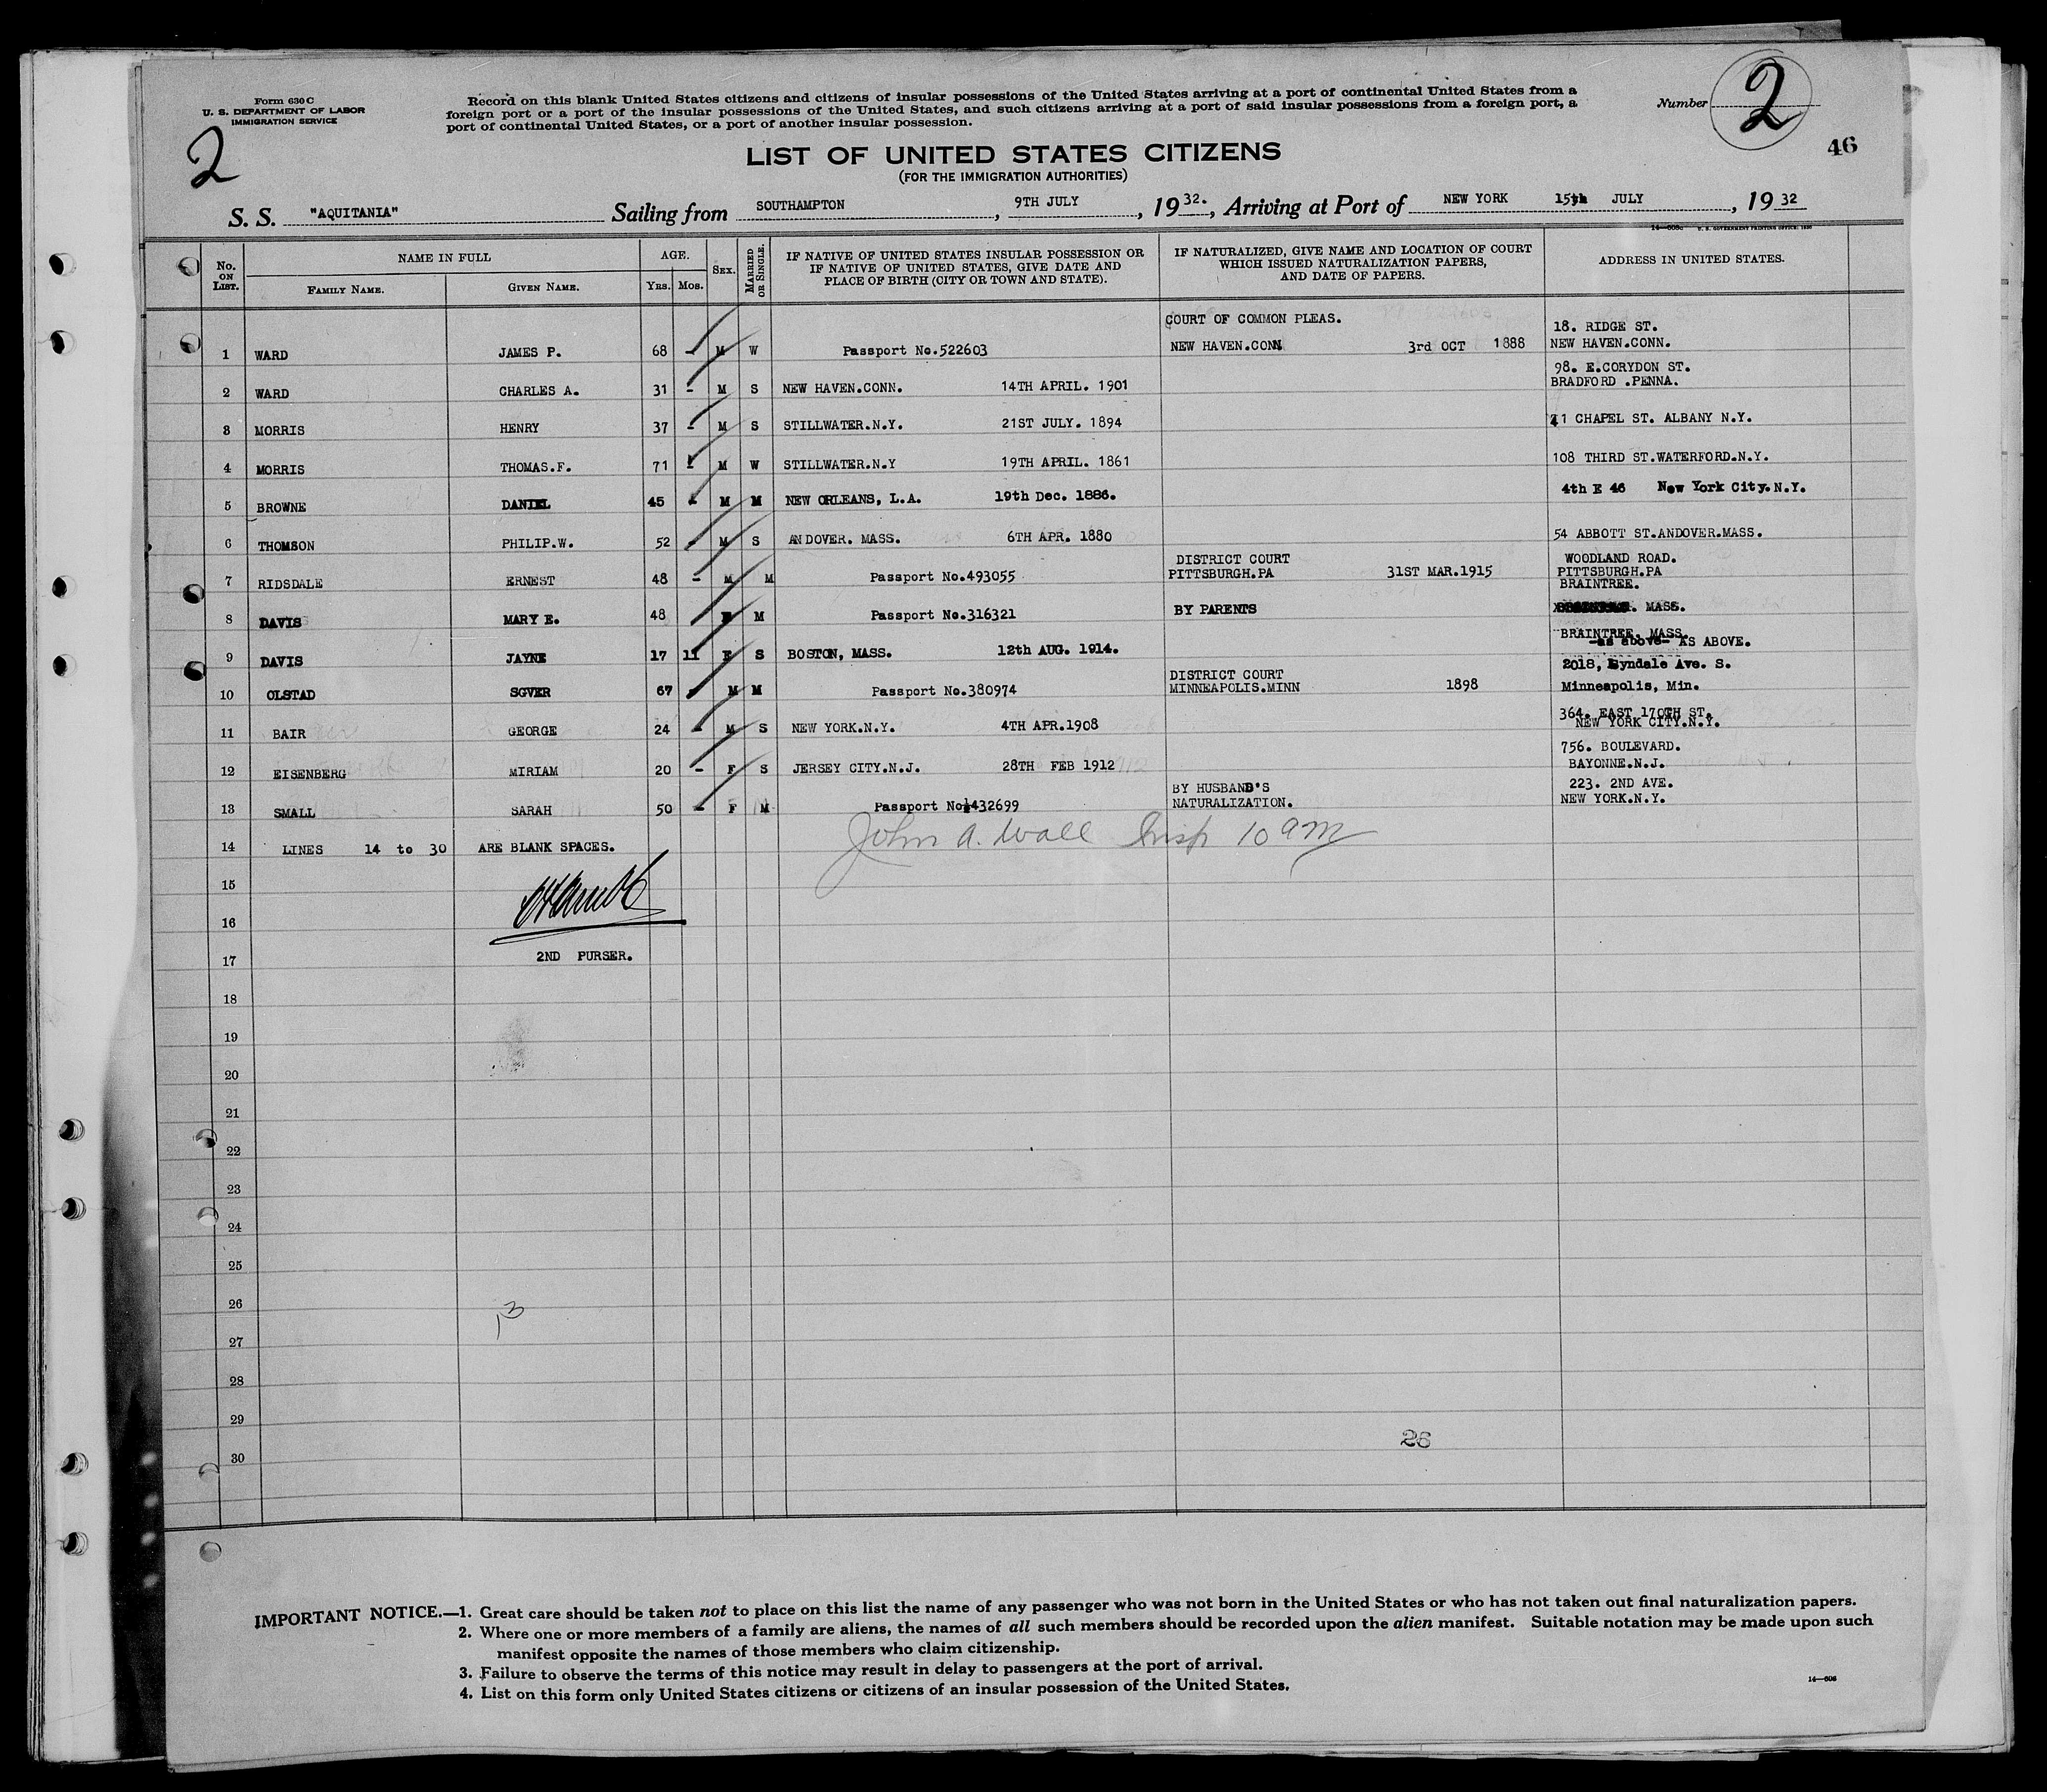 Form 630 C
U. S. DEPARTMENT OF LABOR
IMMIGRATION SERVICE
2
Record on this blank United States citizens and citizens of insular possessions of the United States arriving at a port of continental United States from a
foreign port or a port of the insular possessions of the United States, and such citizens arriving at a port of said insular possessions from a foreign port, a
port of continental United States, or a port of another insular possession.
Number 2
46
LIST OF UNITED STATES CITIZENS
(FOR THE IMMIGRATION AUTHORITIES)
S. S. "AQUITANIA" Sailing from SOUTHAMPTON, 9TH JULY, 1932., Arriving at Port of NEW YORK 15th JULY, 1932
14—608c U. S. GOVERNMENT PRINTING OFFICE: 1930
No. ON LIST. NAME IN FULL FAMILY NAME. GIVEN NAME. AGE. YRS. MOS. SEX. MARRIED OR SINGLE. IF NATIVE OF UNITED STATES INSULAR POSSESSION OR IF NATIVE OF UNITED STATES, GIVE DATE AND PLACE OF BIRTH (CITY OR TOWN AND STATE). IF NATURALIZED, GIVE NAME AND LOCATION OF COURT WHICH ISSUED NATURALIZATION PAPERS, AND DATE OF PAPERS. ADDRESS IN UNITED STATES.
COURT OF COMMON PLEAS. 18. RIDGE ST.
1 WARD JAMES P. 68 - M W Passport No.522603 NEW HAVEN.CONN 3rd OCT 1888 NEW HAVEN.CONN.
98. E.CORYDON ST.
2 WARD CHARLES A. 31 - M S NEW HAVEN.CONN. 14TH APRIL. 1901 BRADFORD .PENNA.
3 MORRIS HENRY 37 - M S STILLWATER.N.Y. 21ST JULY. 1894 CHAPEL ST. ALBANY N.Y.
4 MORRIS THOMAS.F. 71 - M W STILLWATER.N.Y 19TH APRIL. 1861 108 THIRD ST.WATERFORD.N.Y.
5 BROWNE DANIEL 45 - M M NEW ORLEANS, L.A. 19th Dec. 1886. 4th E 46 New York City.N.Y.
6 THOMSON PHILIP.W. 52 - M S ANDOVER. MASS. 6TH APR. 1880 54 ABBOTT ST.ANDOVER.MASS.
DISTRICT COURT WOODLAND ROAD.
7 RIDSDALE ERNEST 48 - M M Passport No.493055 PITTSBURGH.PA 31ST MAR.1915 PITTSBURGH.PA
BRAINTREE.
8 DAVIS MARY E. 48 F M Passport No.316321 BY PARENTS MASS.
BRAINTREE. MASS.
9 DAVIS JAYNE 17 11 F S BOSTON, MASS. 12th AUG. 1914. -as above- AS ABOVE.
DISTRICT COURT 2018, Lyndale Ave. S.
10 OLSTAD SGVER 67 - M M Passport No.380974 MINNEAPOLIS.MINN 1898 Minneapolis, Min.
364. EAST 170TH ST.
11 BAIR GEORGE 24 - M S NEW YORK.N.Y. 4TH APR.1908 NEW YORK CITY.N.Y.
756. BOULEVARD.
12 EISENBERG MIRIAM 20 - F S JERSEY CITY.N.J. 28TH FEB 1912 BAYONNE.N.J.
BY HUSBAND'S 223. 2ND AVE.
13 SMALL SARAH 50 - F M Passport No.432699 NATURALIZATION. NEW YORK.N.Y.
John A. Wall Insp 10 am
14 LINES 14 to 30 ARE BLANK SPACES.
15
16
17 2ND PURSER.
18
19
20
21
22
23
24
25
26
13
27
28
29
26
30
IMPORTANT NOTICE.—1. Great care should be taken not to place on this list the name of any passenger who was not born in the United States or who has not taken out final naturalization papers.
2. Where one or more members of a family are aliens, the names of all such members should be recorded upon the alien manifest. Suitable notation may be made upon such
manifest opposite the names of those members who claim citizenship.
3. Failure to observe the terms of this notice may result in delay to passengers at the port of arrival.
4. List on this form only United States citizens or citizens of an insular possession of the United States.
14—608